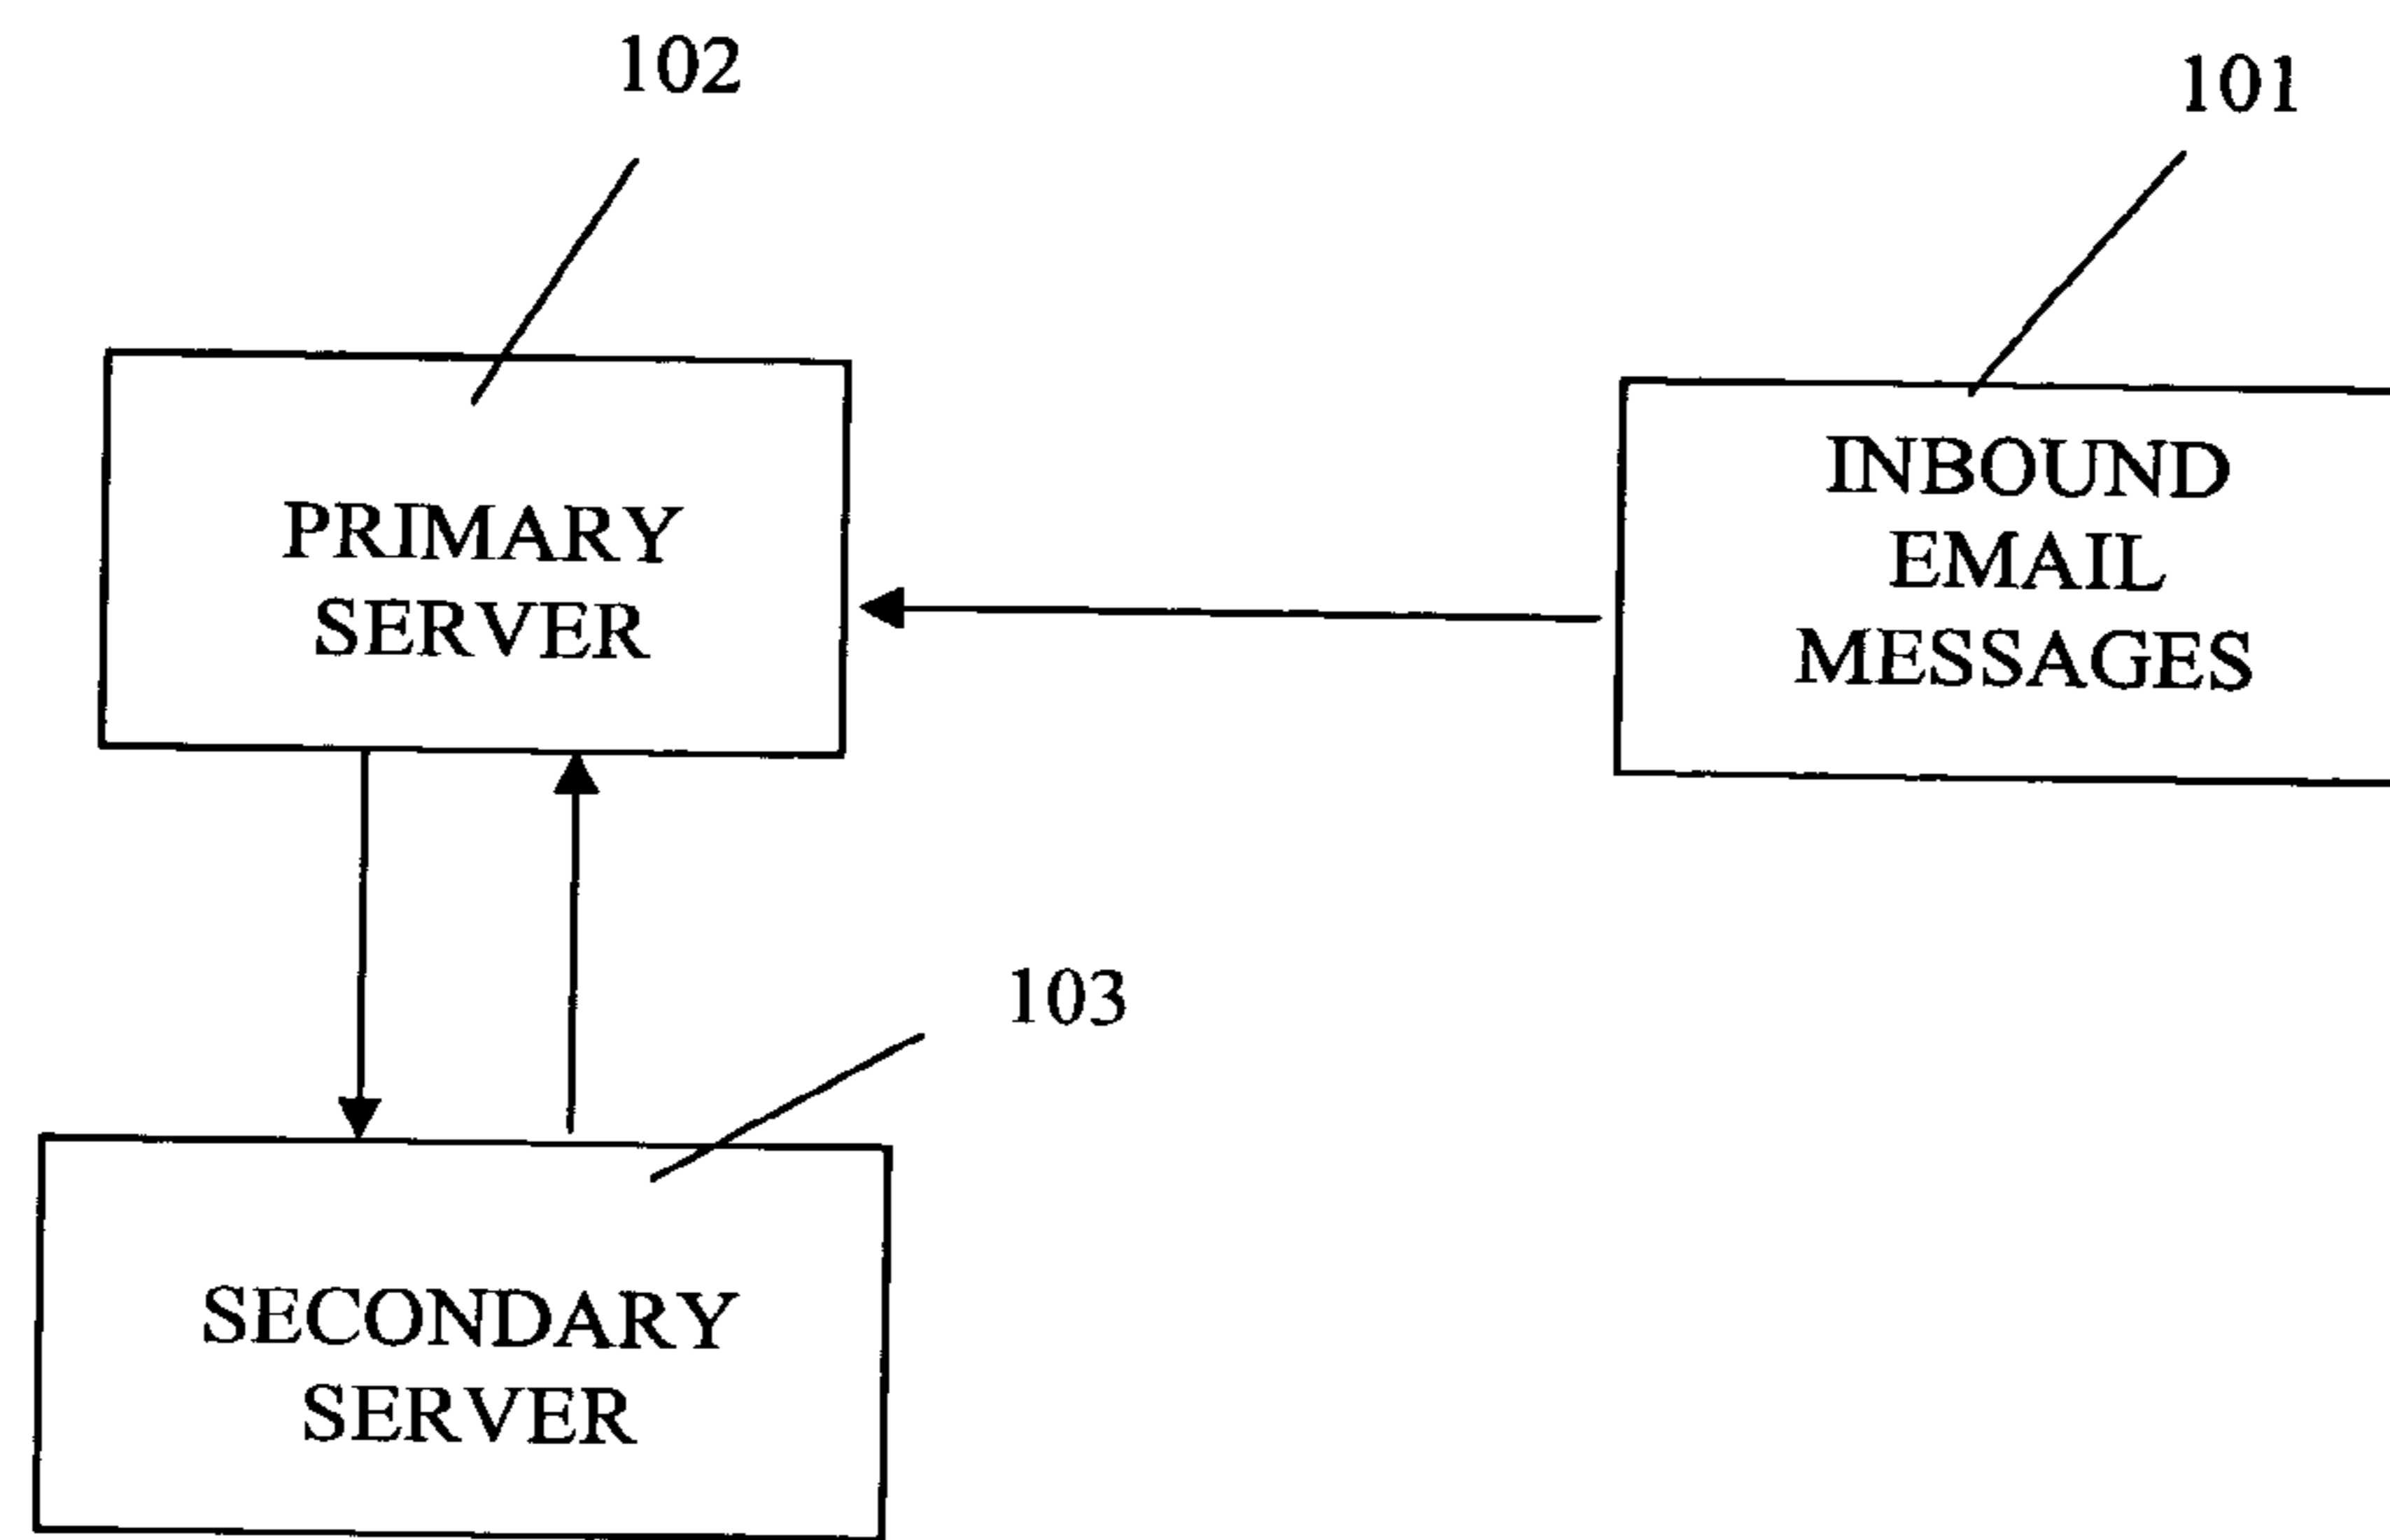 102
101
PRIMARY
SERVER
INBOUND
EMAIL
MESSAGES
103
SECONDARY
SERVER